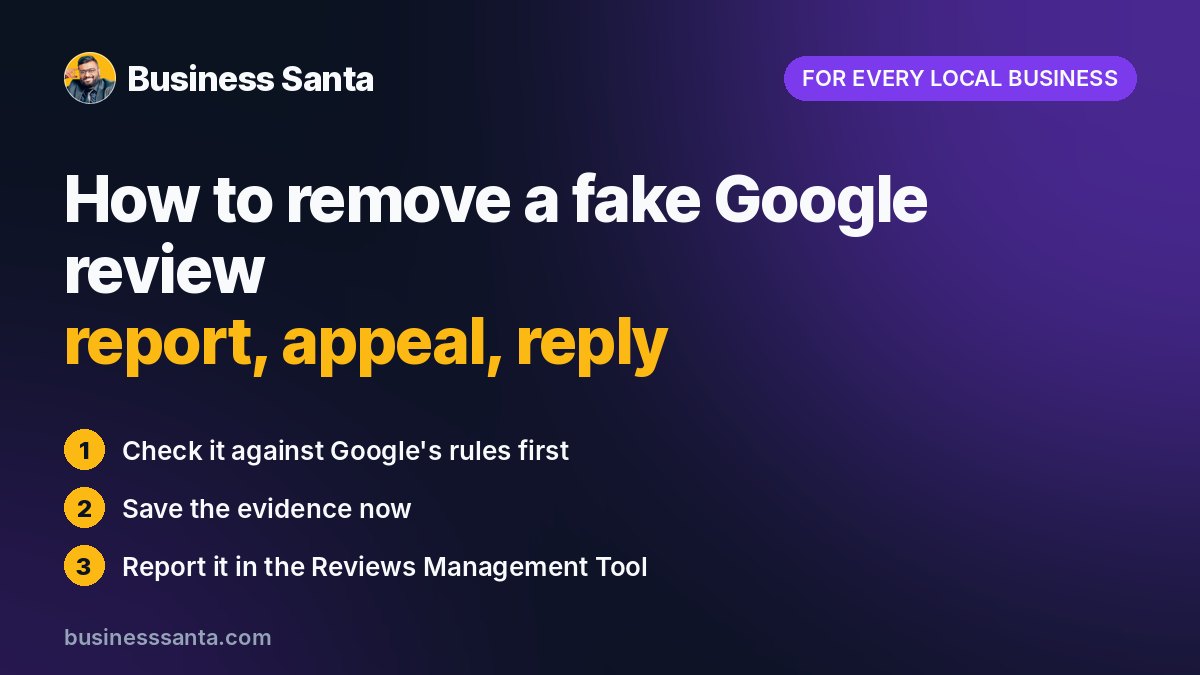 Business Santa
FOR EVERY LOCAL BUSINESS
How to remove a fake Google
review
report, appeal, reply
1 Check it against Google's rules first
2 Save the evidence now
3 Report it in the Reviews Management Tool
businesssanta.com